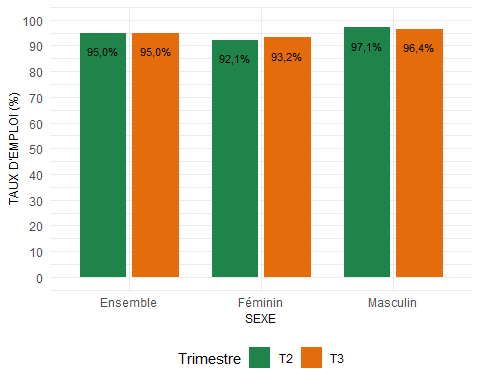 100
90
80
70
60
50
40
30
20
10
0
TAUX D'EMPLOI (%)
95,0%
95,0%
92,1%
93,2%
97,1%
96,4%
Ensemble
Féminin
Masculin
SEXE
Trimestre T2 T3